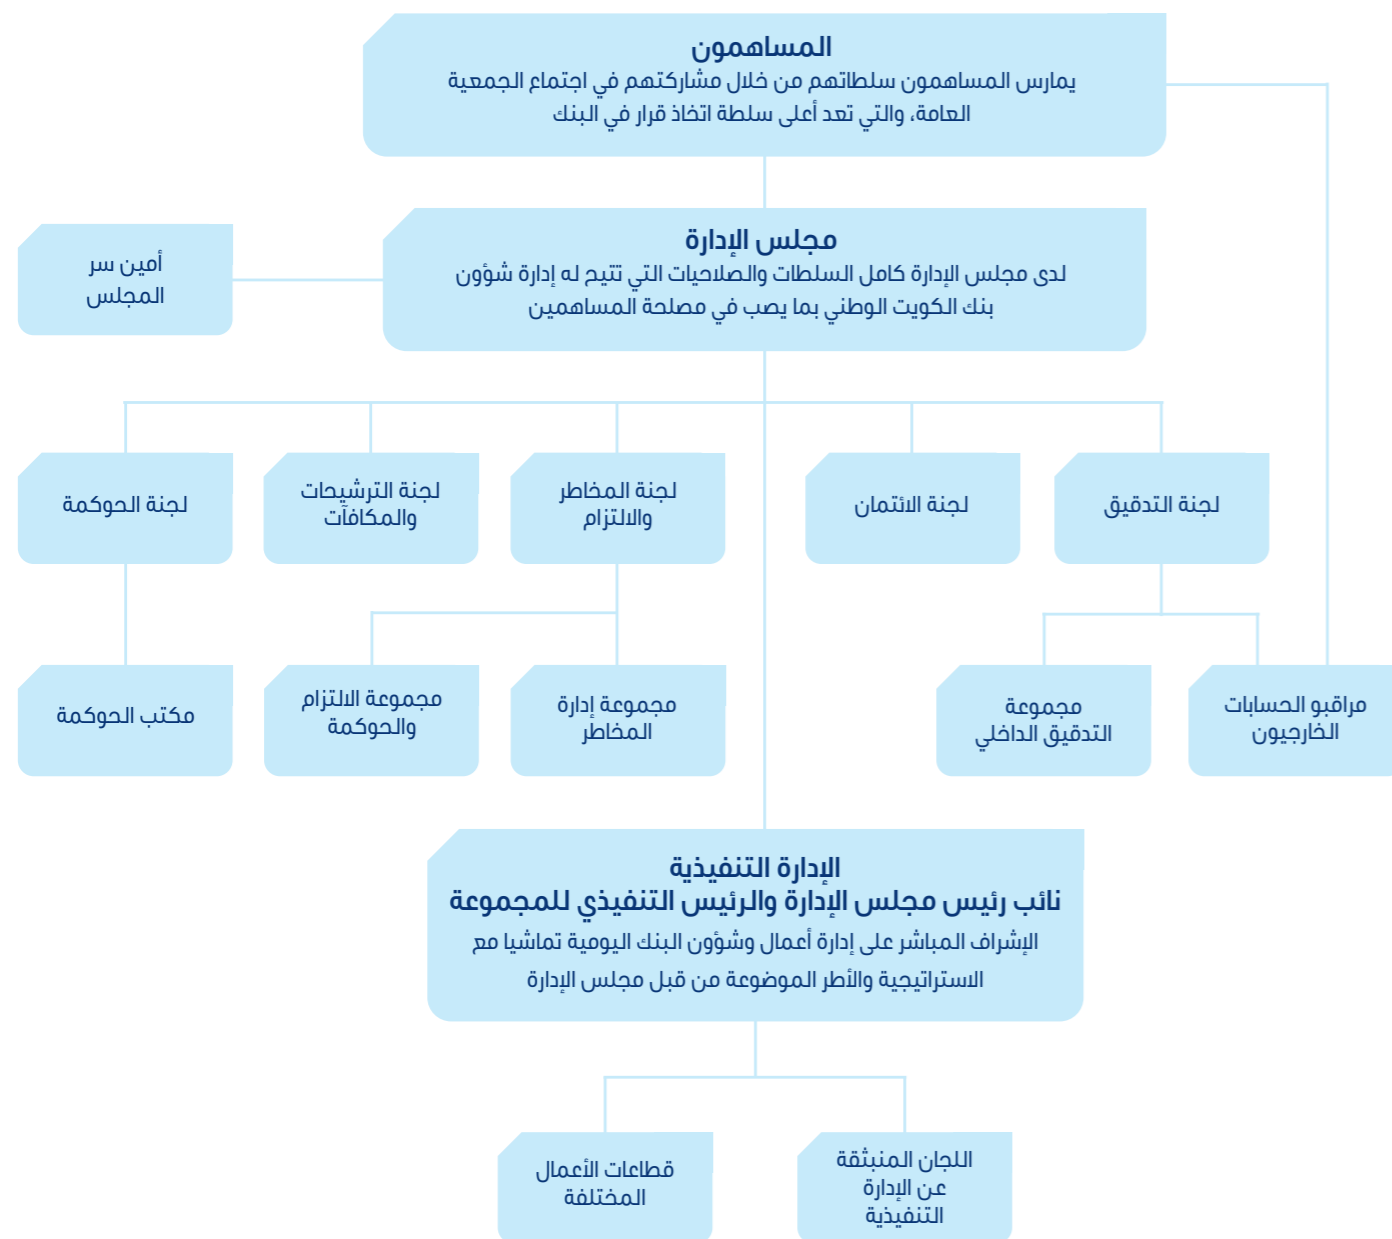 المساهمون
يمارس المساهمون سلطاتهم من خلال مشاركتهم في اجتماع الجمعية
العامة، والتي تعد أعلى سلطة اتخاذ قرار في البنك
مجلس الإدارة
لدى مجلس الإدارة كامل السلطات والصلاحيات التي تتيح له إدارة شؤون
بنك الكويت الوطني بما يصب في مصلحة المساهمين
أمين سر
المجلس
لجنة التدقيق
لجنة الائتمان
لجنة المخاطر
والالتزام
لجنة الترشيحات
والمكافآت
لجنة الحوكمة
مراقبو الحسابات
الخارجيون
مجموعة
التدقيق الداخلي
مجموعة إدارة
المخاطر
مجموعة الالتزام
والحوكمة
مكتب الحوكمة
الإدارة التنفيذية
نائب رئيس مجلس الإدارة والرئيس التنفيذي للمجموعة
الإشراف المباشر على إدارة أعمال وشؤون البنك اليومية تماشيا مع
الاستراتيجية والأطر الموضوعة من قبل مجلس الإدارة
اللجان المنبثقة
عن الإدارة
التنفيذية
قطاعات الأعمال
المختلفة